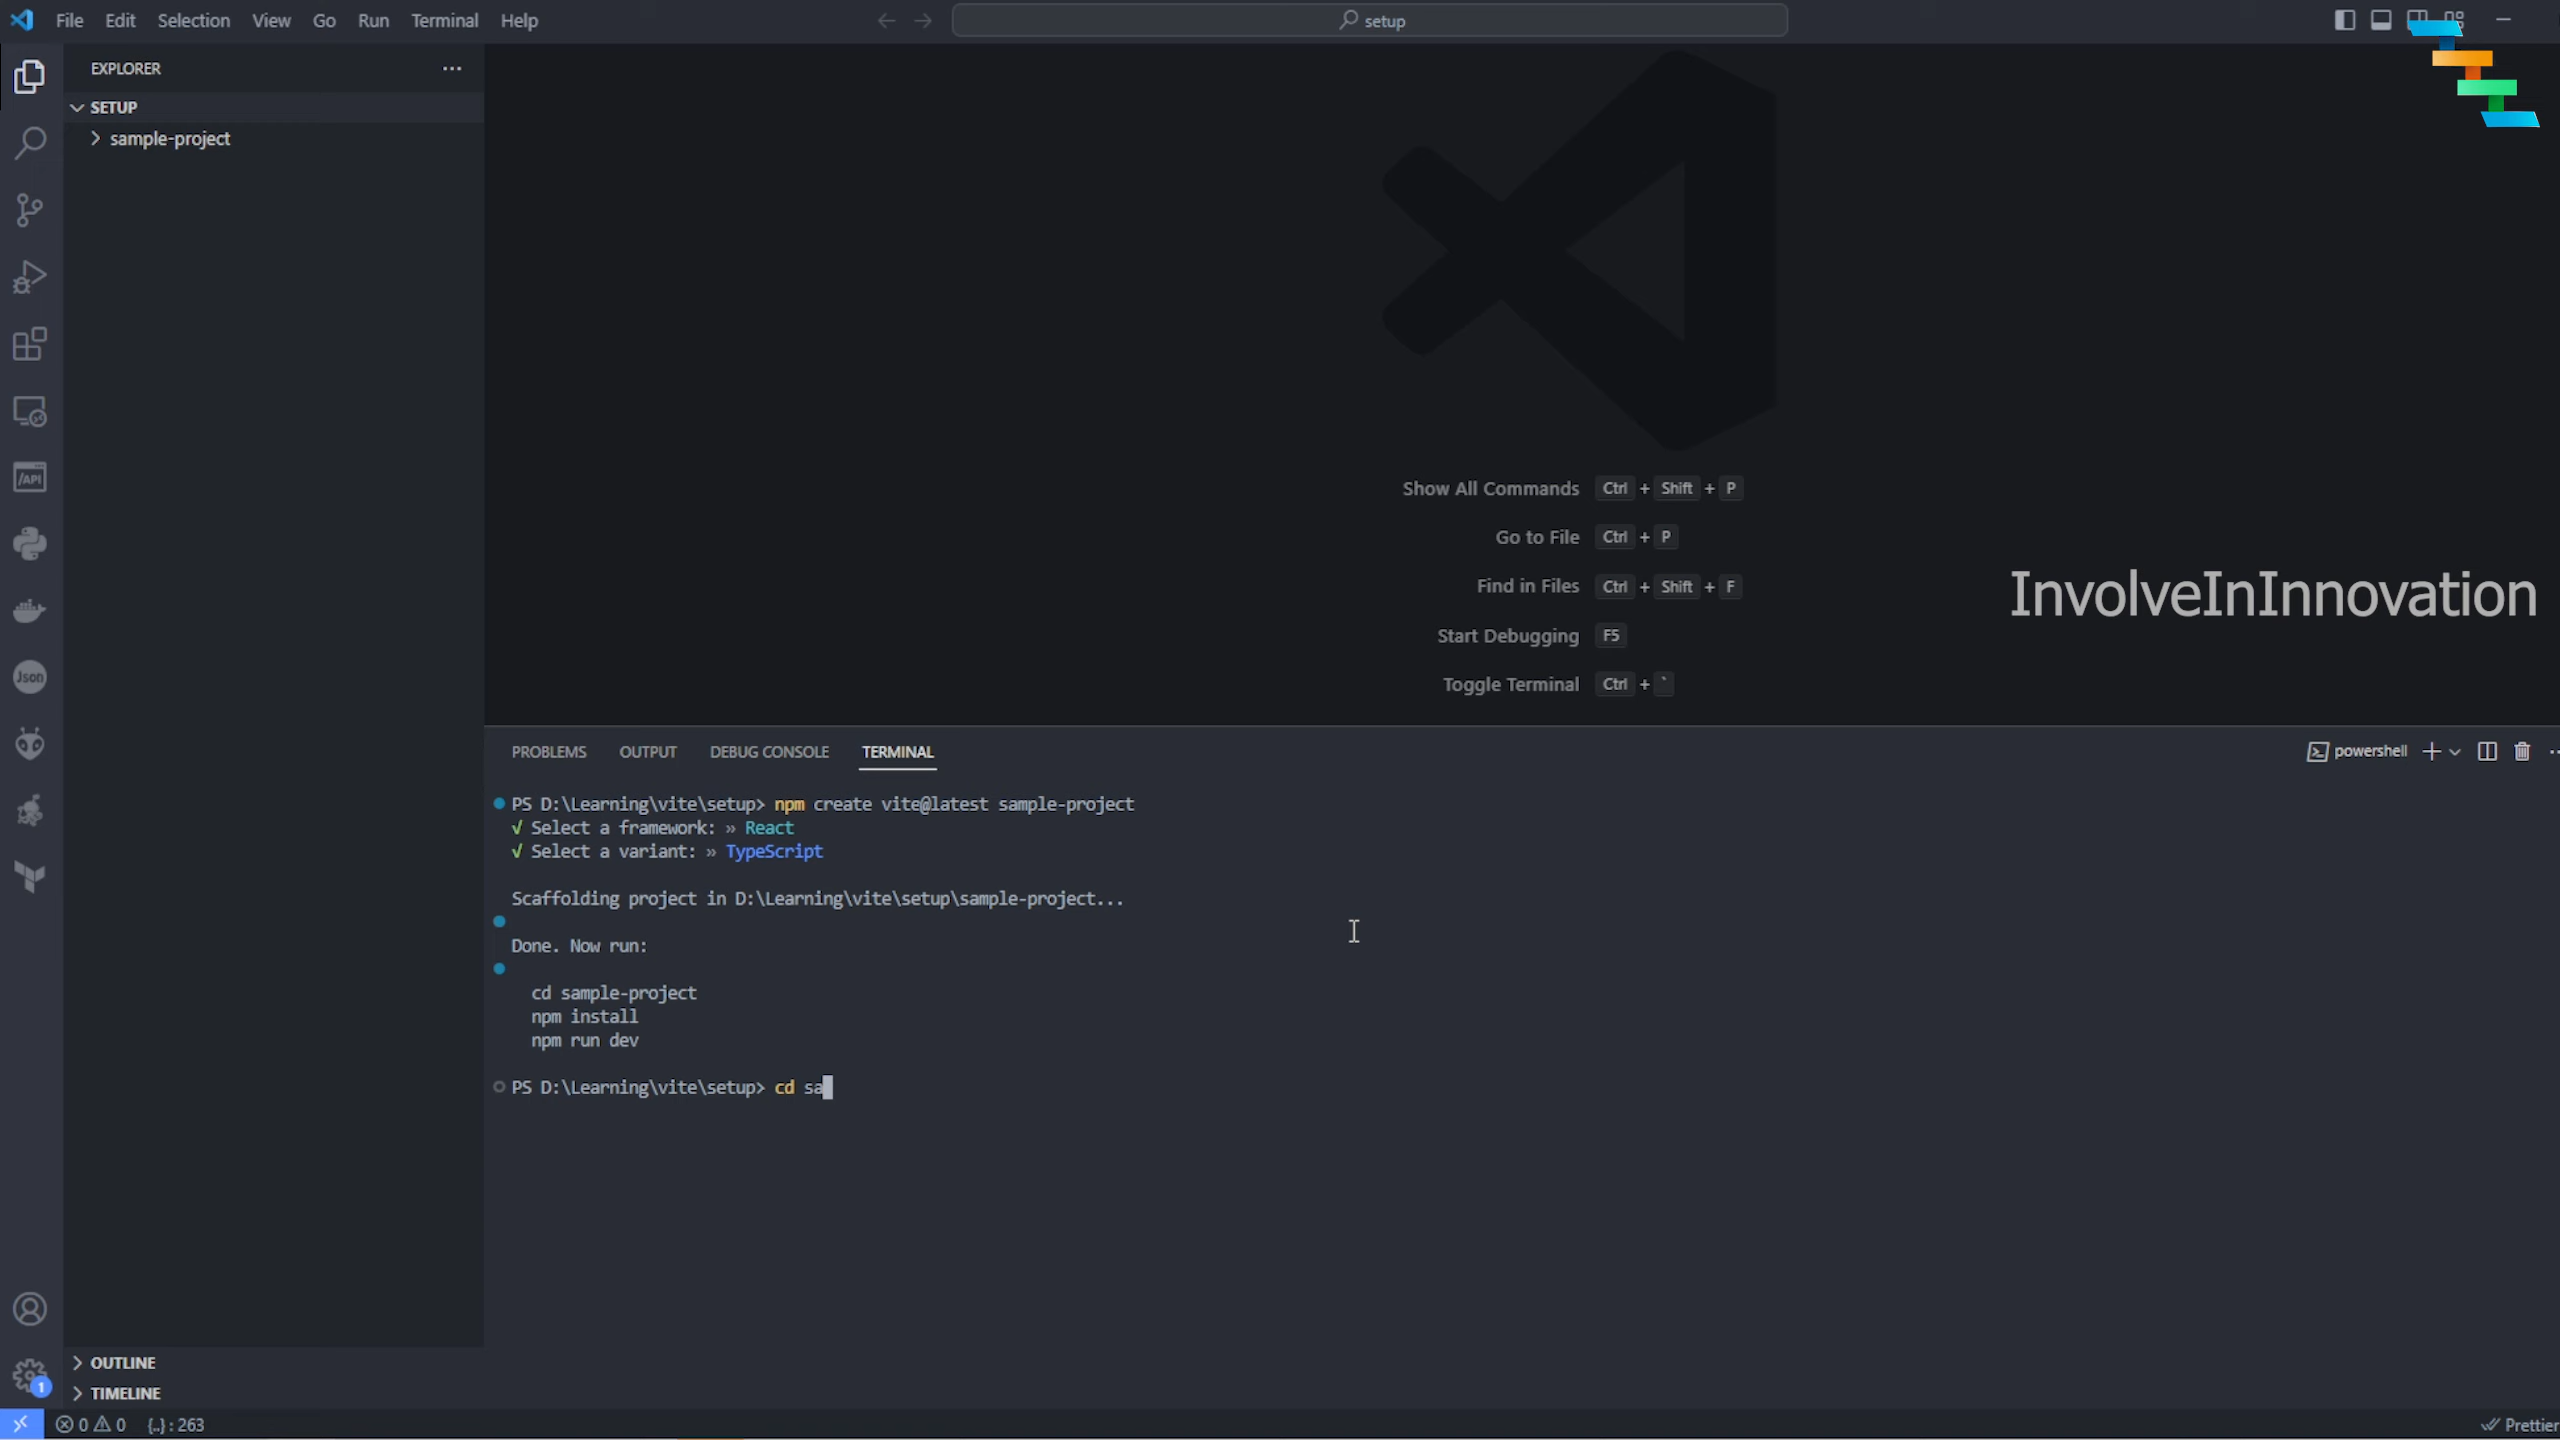 File Edit Selection View Go Run Terminal Help
setup
EXPLORER
SETUP
sample-project
/API
Json
Show All Commands Ctrl + Shift + P
Go to File Ctrl + P
Find in Files Ctrl + Shift + F
Start Debugging F5
Toggle Terminal Ctrl + `
InvolveInInnovation
PROBLEMS OUTPUT DEBUG CONSOLE TERMINAL
powershell
PS D:\Learning\vite\setup> npm create vite@latest sample-project
√ Select a framework: » React
√ Select a variant: » TypeScript
Scaffolding project in D:\Learning\vite\setup\sample-project...
Done. Now run:
cd sample-project
npm install
npm run dev
PS D:\Learning\vite\setup> cd sa
OUTLINE
TIMELINE
1
0 0 {..} : 263
Prettier